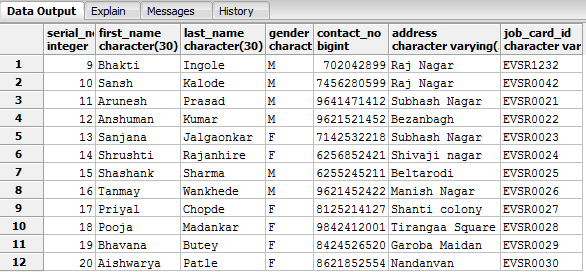 Data Output Explain Messages History
serial_no first_name last_name gender contact_no address job_card_id
integer character(30) character(30) charact bigint character varying( character var
1 9 Bhakti Ingole M 702042899 Raj Nagar EVSR1232
2 10 Sansh Kalode M 7456280599 Raj Nagar EVSR0042
3 11 Arunesh Prasad M 9641471412 Subhash Nagar EVSR0021
4 12 Anshuman Kumar M 9621521452 Bezanbagh EVSR0022
5 13 Sanjana Jalgaonkar F 7142532218 Subhash Nagar EVSR0023
6 14 Shrushti Rajanhire F 6256852421 Shivaji nagar EVSR0024
7 15 Shashank Sharma M 6255245211 Beltarodi EVSR0025
8 16 Tanmay Wankhede M 9621452422 Manish Nagar EVSR0026
9 17 Priyal Chopde F 8125214127 Shanti colony EVSR0027
10 18 Pooja Madankar F 9842412001 Tirangaa Square EVSR0028
11 19 Bhavana Butey F 8424526520 Garoba Maidan EVSR0029
12 20 Aishwarya Patle F 8621852554 Nandanvan EVSR0030